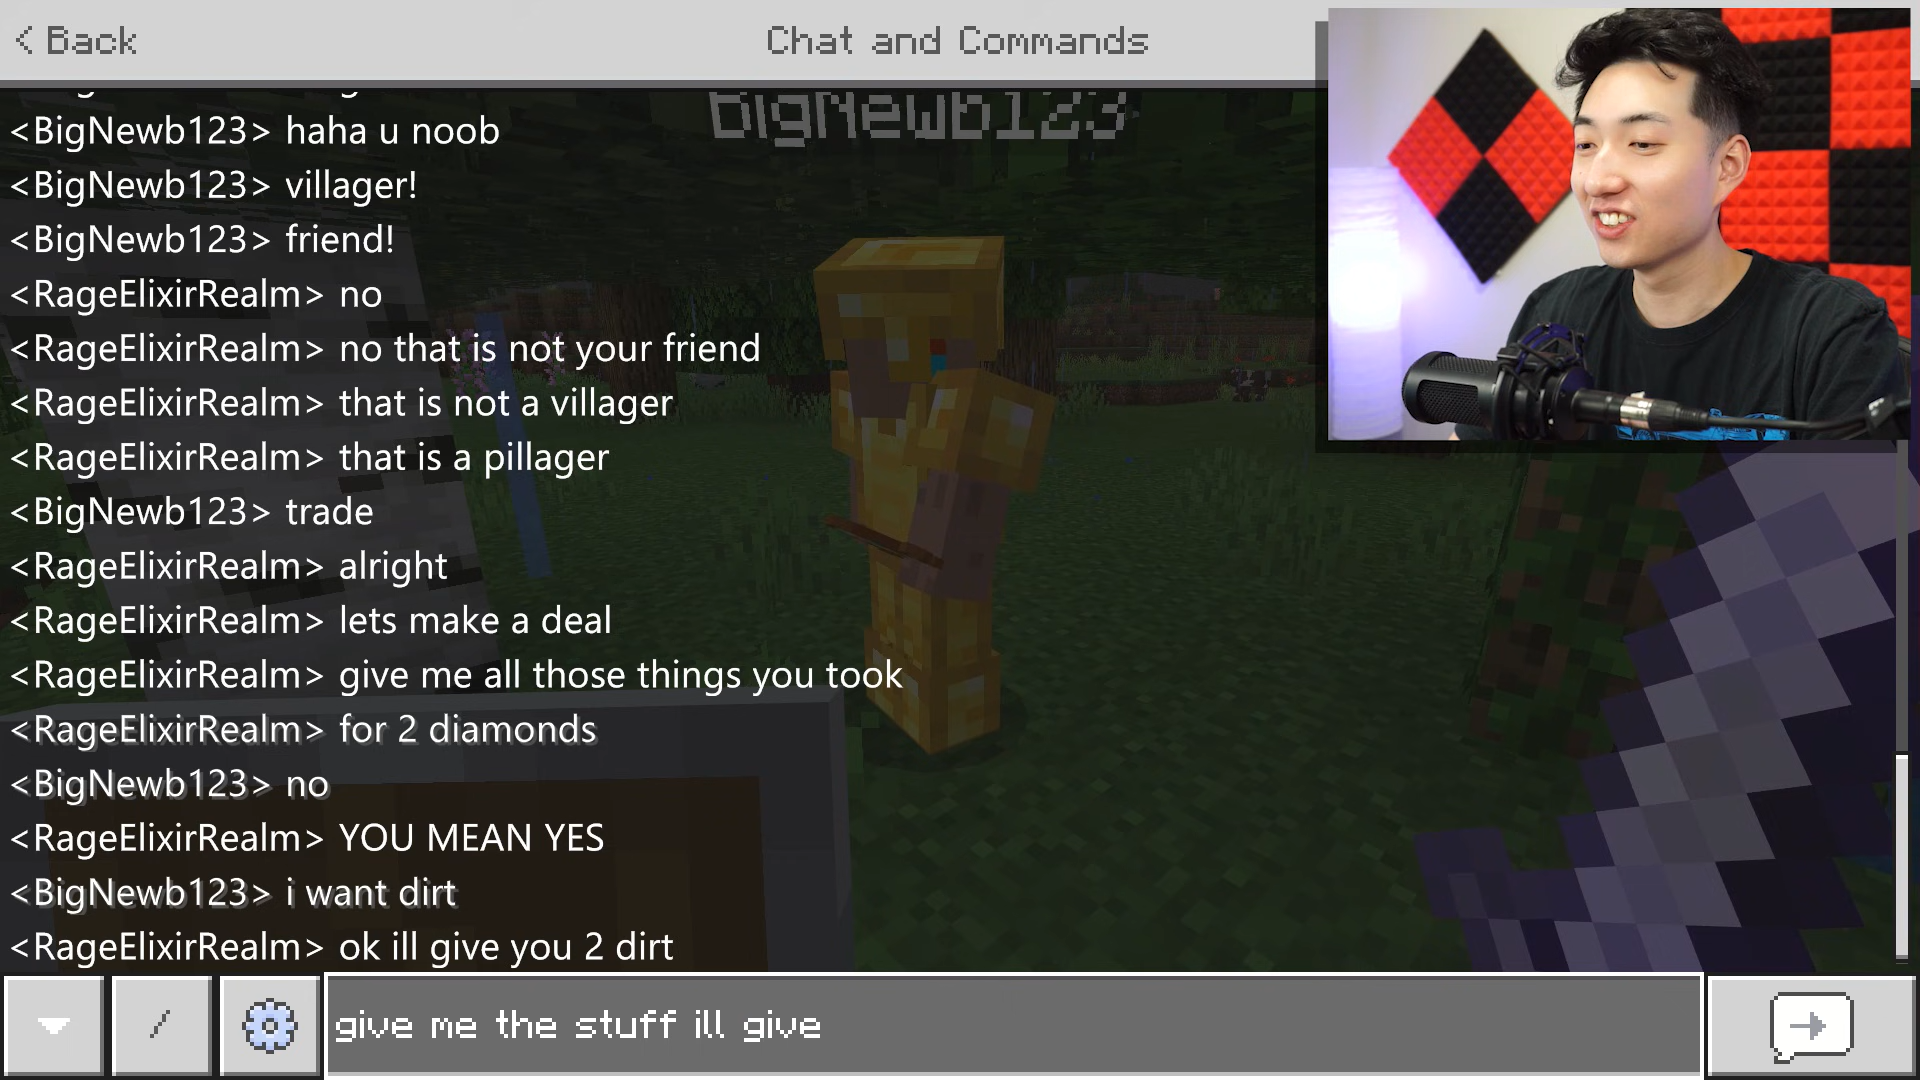 < Back
Chat and Commands
BigNewb123
<BigNewb123> haha u noob
<BigNewb123> villager!
<BigNewb123> friend!
<RageElixirRealm> no
<RageElixirRealm> no that is not your friend
<RageElixirRealm> that is not a villager
<RageElixirRealm> that is a pillager
<BigNewb123> trade
<RageElixirRealm> alright
<RageElixirRealm> lets make a deal
<RageElixirRealm> give me all those things you took
<RageElixirRealm> for 2 diamonds
<BigNewb123> no
<RageElixirRealm> YOU MEAN YES
<BigNewb123> i want dirt
<RageElixirRealm> ok ill give you 2 dirt
/
give me the stuff ill give